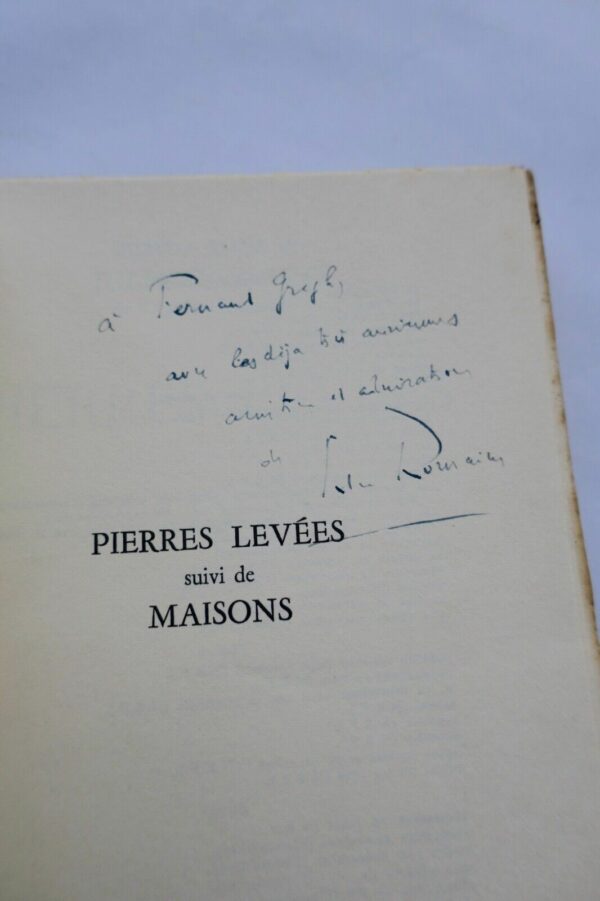 à Fernand Gregh,
avec les déjà très anciennes
amitié et admiration
de Jules Romains
PIERRES LEVÉES
suivi de
MAISONS